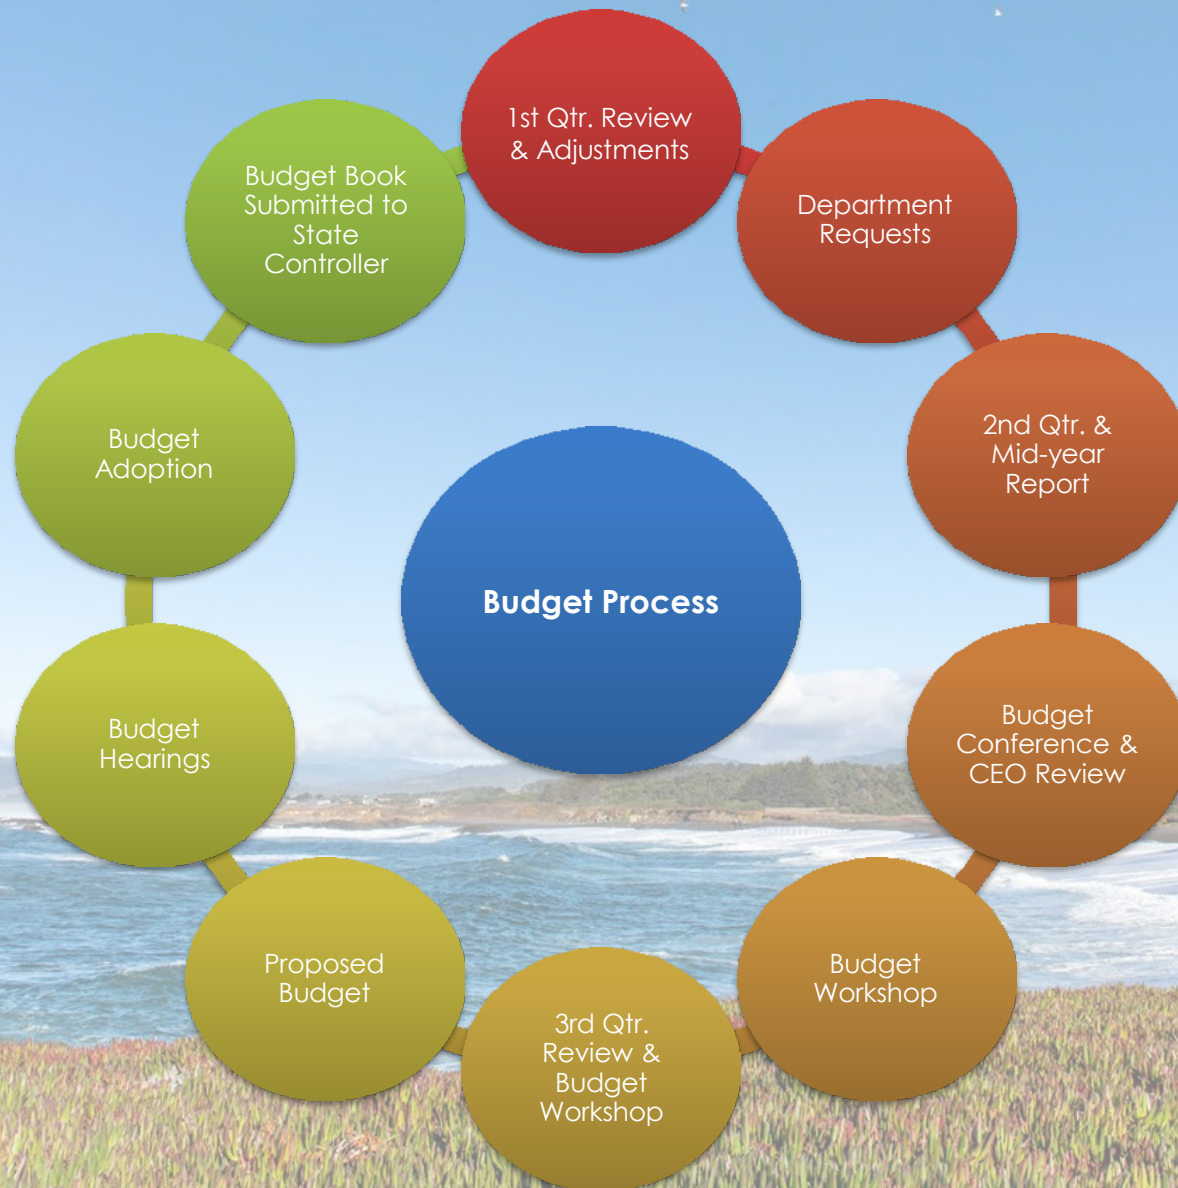 1st Qtr. Review
& Adjustments
Department
Requests
2nd Qtr. &
Mid-year
Report
Budget
Conference &
CEO Review
Budget
Workshop
3rd Qtr.
Review &
Budget
Workshop
Proposed
Budget
Budget
Hearings
Budget
Adoption
Budget Book
Submitted to
State
Controller
Budget Process